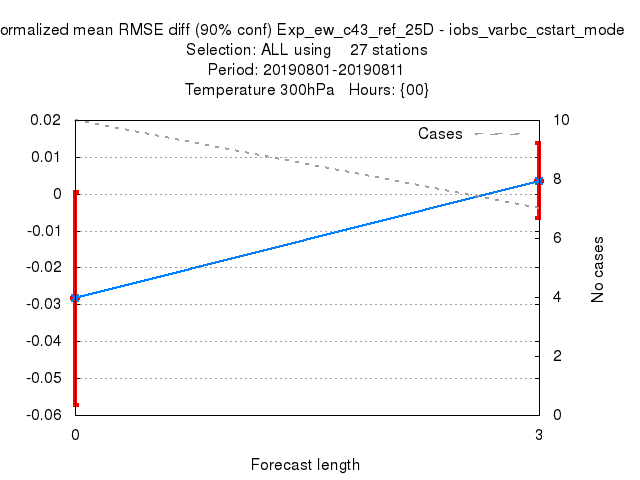 ormalized mean RMSE diff (90% conf) Exp_ew_c43_ref_25D - iobs_varbc_cstart_mode
Selection: ALL using 27 stations
Period: 20190801-20190811
Temperature 300hPa Hours: {00}
Cases
0.02
0.01
0
-0.01
-0.02
-0.03
-0.04
-0.05
-0.06
10
8
6
4
2
0
No cases
0
3
Forecast length